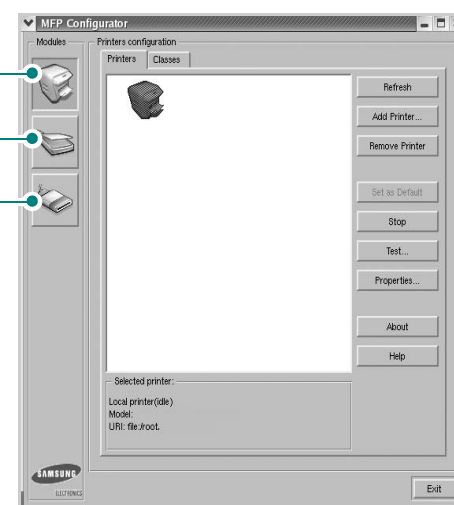 MFP Configurator
Modules
Printers configuration
Printers
Classes
Refresh
Add Printer...
Remove Printer
Set as Default
Stop
Test...
Properties...
About
Help
Selected printer:
Local printer(idle)
Model:
URI: file:/root.
SAMSUNG
ELECTRONICS
Exit